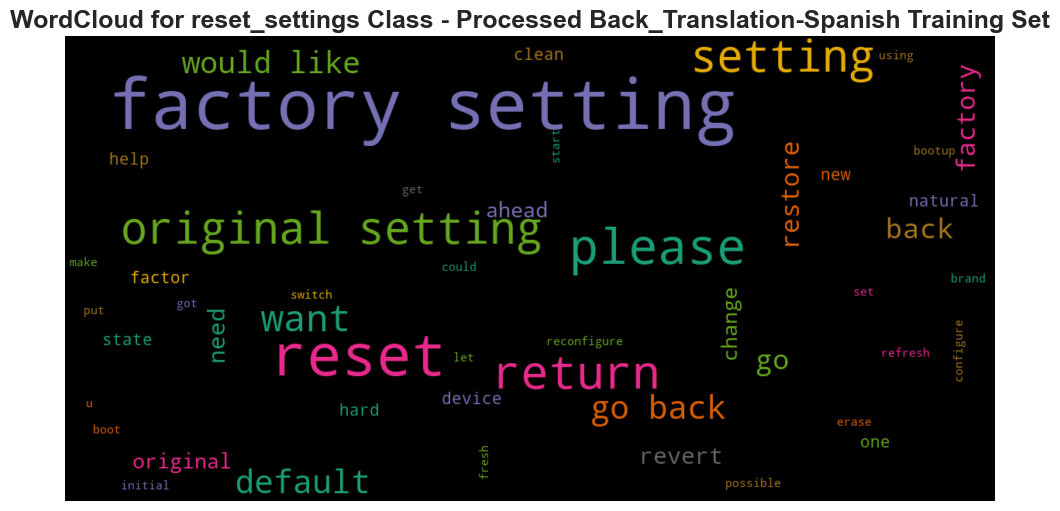 WordCloud for reset_settings Class - Processed Back_Translation-Spanish Training Set
would like
clean
setting
using
factory setting
factory
start
help
restore
bootup
new
get
natural
ahead
original setting
please
back
make
could
factor
brand
switch
set
got
put
want
need
change
state
reconfigure
refresh
configure
reset
let
return
go
device
u
hard
go back
boot
erase
one
original
fresh
revert
default
initial
possible